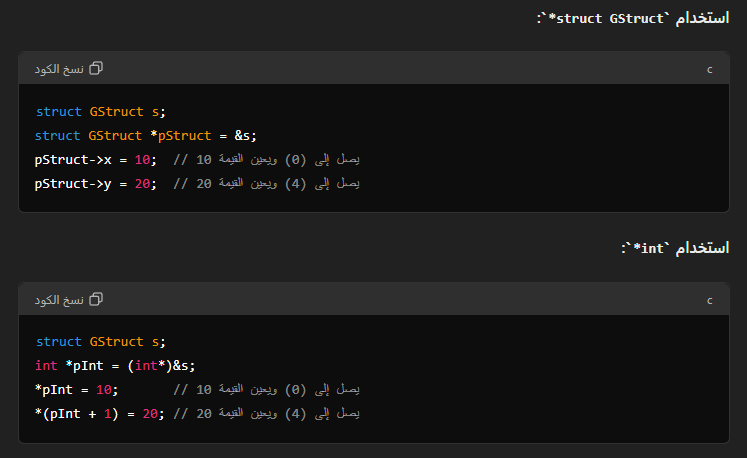 استخدام `struct GStruct*`:
نسخ الكود
c
struct GStruct s;
struct GStruct *pStruct = &s;
pStruct->x = 10;  // يصل إلى (0) ويعين القيمة 10
pStruct->y = 20;  // يصل إلى (4) ويعين القيمة 20
استخدام `int*`:
نسخ الكود
c
struct GStruct s;
int *pInt = (int*)&s;
*pInt = 10;       // يصل إلى (0) ويعين القيمة 10
*(pInt + 1) = 20; // يصل إلى (4) ويعين القيمة 20